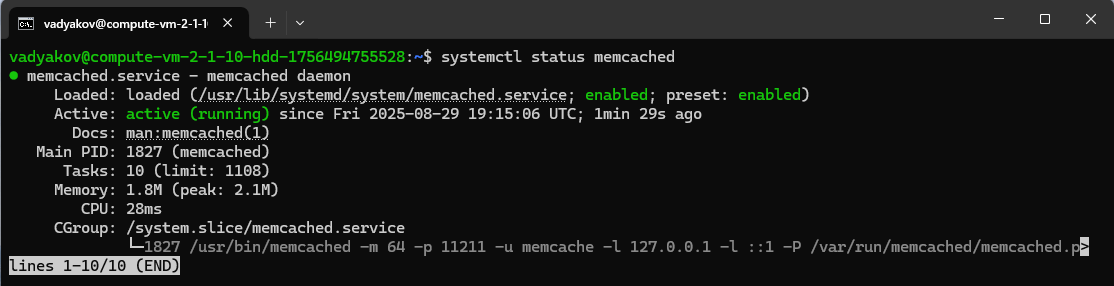 vadyakov@compute-vm-2-1-1
vadyakov@compute-vm-2-1-10-hdd-1756494755528:~$ systemctl status memcached
● memcached.service - memcached daemon
Loaded: loaded (/usr/lib/systemd/system/memcached.service; enabled; preset: enabled)
Active: active (running) since Fri 2025-08-29 19:15:06 UTC; 1min 29s ago
Docs: man:memcached(1)
Main PID: 1827 (memcached)
Tasks: 10 (limit: 1108)
Memory: 1.8M (peak: 2.1M)
CPU: 28ms
CGroup: /system.slice/memcached.service
└─1827 /usr/bin/memcached -m 64 -p 11211 -u memcache -l 127.0.0.1 -l ::1 -P /var/run/memcached/memcached.p>
lines 1-10/10 (END)